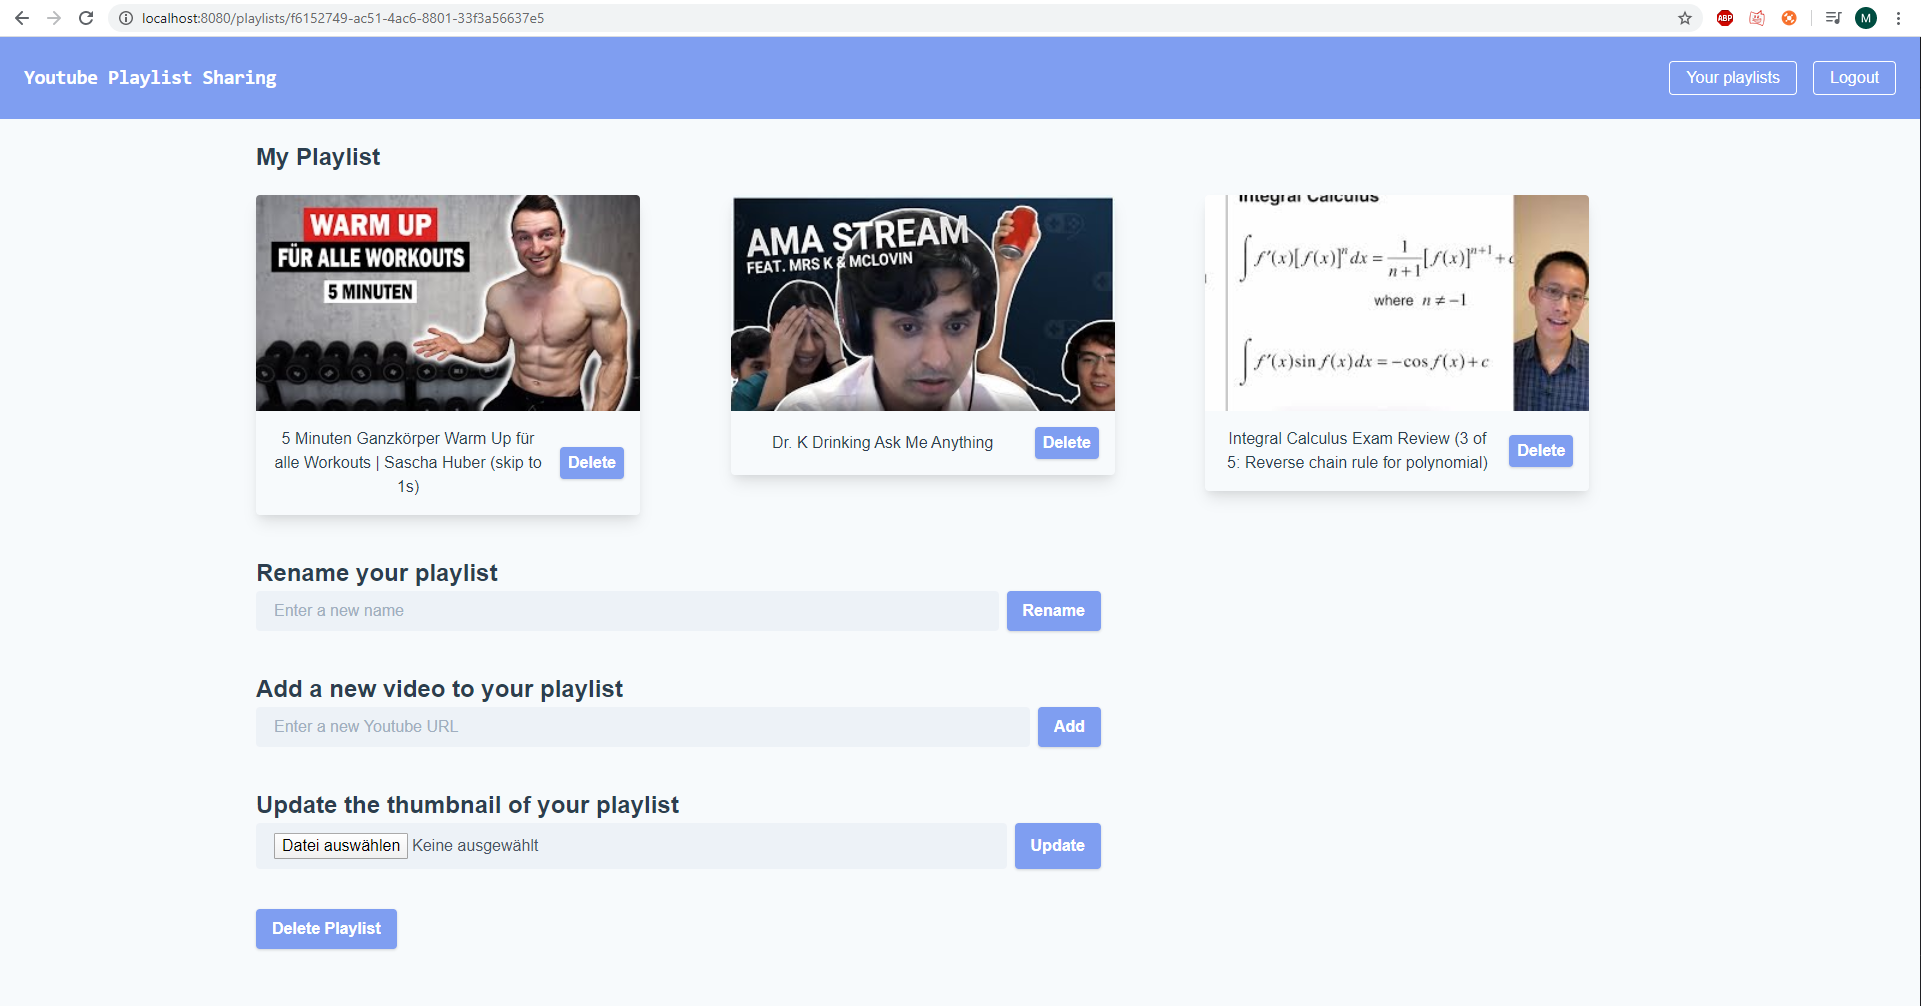 localhost:8080/playlists/f6152749-ac51-4ac6-8801-33f3a56637e5
ABP
M
Youtube Playlist Sharing
Your playlists
Logout
My Playlist
WARM UP
FÜR ALLE WORKOUTS
5 MINUTEN
5 Minuten Ganzkörper Warm Up für
alle Workouts | Sascha Huber (skip to
1s)
Delete
AMA STREAM
FEAT. MRS K & MCLOVIN
Dr. K Drinking Ask Me Anything
Delete
Integral Calculus
∫ f'(x)[f(x)]^n dx = 1/(n+1) [f(x)]^(n+1) + c
where n ≠ −1
∫ f'(x) sin f(x) dx = − cos f(x) + c
Integral Calculus Exam Review (3 of
5: Reverse chain rule for polynomial)
Delete
Rename your playlist
Enter a new name
Rename
Add a new video to your playlist
Enter a new Youtube URL
Add
Update the thumbnail of your playlist
Datei auswählen Keine ausgewählt
Update
Delete Playlist